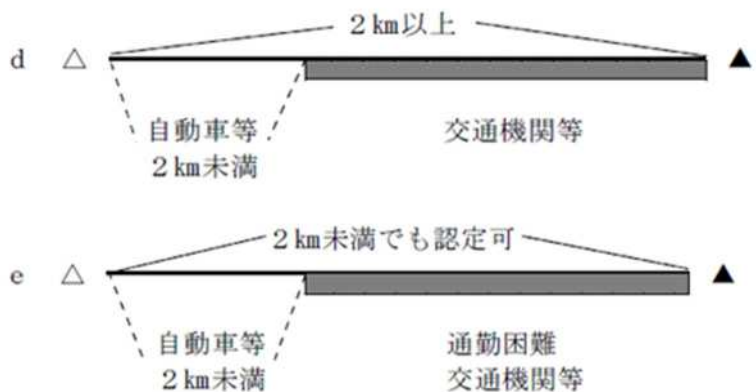 2km以上
d △ ▲
自動車等 交通機関等
2km未満
2km未満でも認定可
e △ ▲
自動車等 通勤困難
2km未満 交通機関等